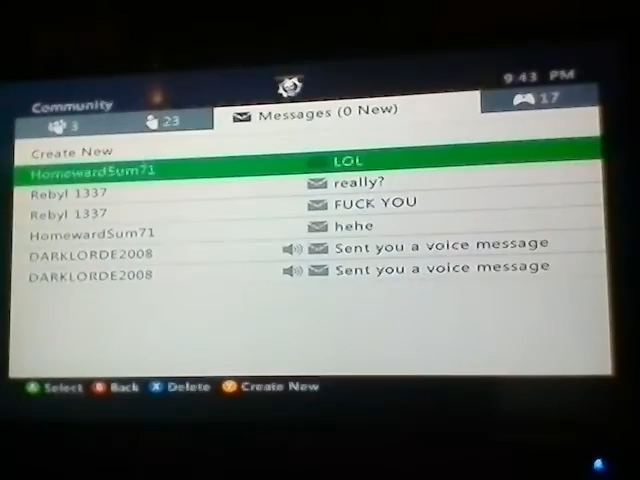 9:43 PM
Community
3
23
Messages (0 New)
17
Create New
HomewardSum71 LOL
Rebyl 1337 really?
Rebyl 1337 FUCK YOU
HomewardSum71 hehe
DARKLORDE2008 Sent you a voice message
DARKLORDE2008 Sent you a voice message
A Select B Back X Delete Y Create New